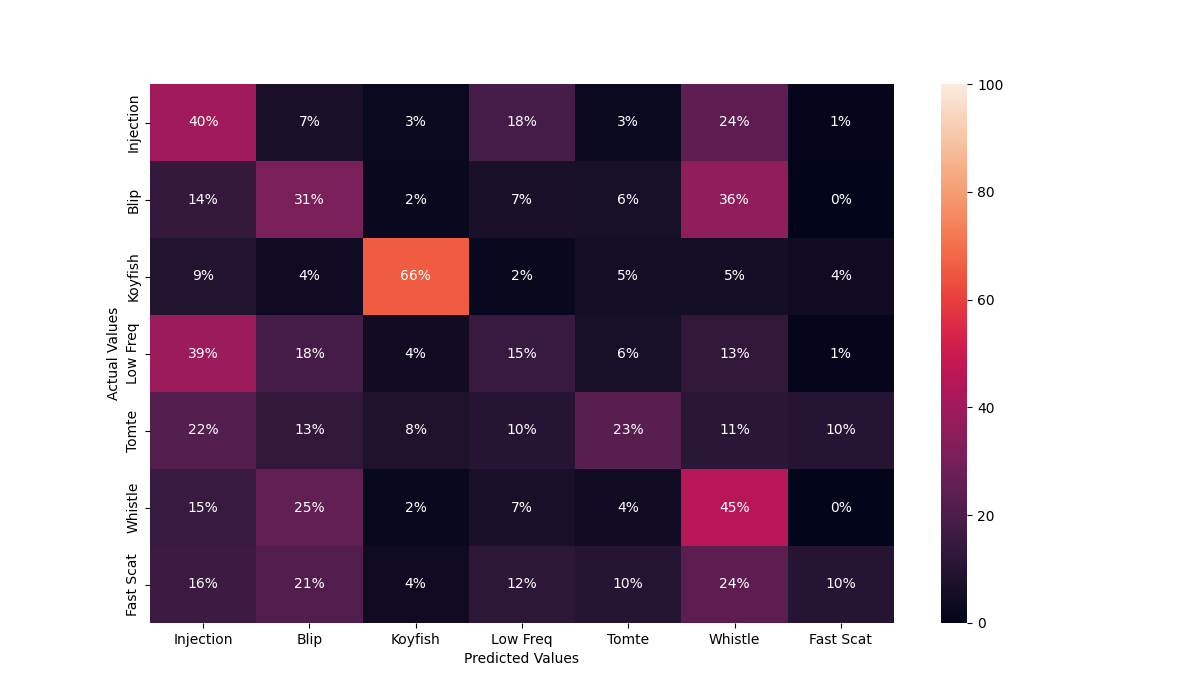 Injection 40% 7% 3% 18% 3% 24% 1%
Blip 14% 31% 2% 7% 6% 36% 0%
Koyfish 9% 4% 66% 2% 5% 5% 4%
Low Freq 39% 18% 4% 15% 6% 13% 1%
Tomte 22% 13% 8% 10% 23% 11% 10%
Whistle 15% 25% 2% 7% 4% 45% 0%
Fast Scat 16% 21% 4% 12% 10% 24% 10%
Actual Values
Injection Blip Koyfish Low Freq Tomte Whistle Fast Scat
Predicted Values
100
80
60
40
20
0